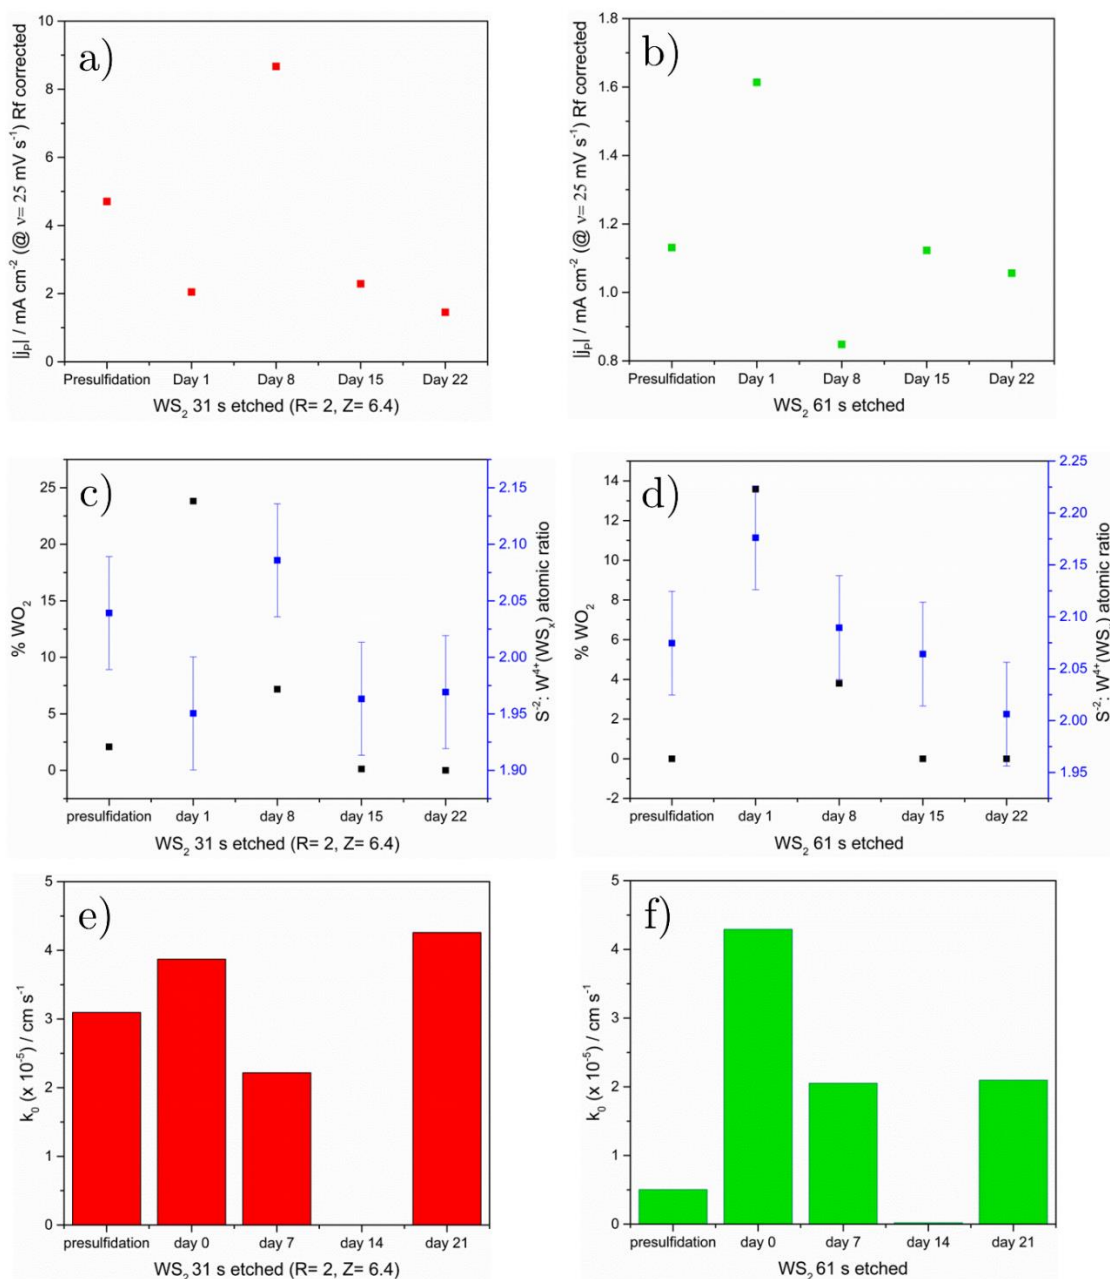 a)
|jₚ| / mA cm⁻² (@ ν= 25 mV s⁻¹) Rf corrected
10
8
6
4
2
0
Presulfidation Day 1 Day 8 Day 15 Day 22
WS₂ 31 s etched (R= 2, Z= 6.4)
b)
|jₚ| / mA cm⁻² (@ ν= 25 mV s⁻¹) Rf corrected
1.8
1.6
1.4
1.2
1.0
0.8
Presulfidation Day 1 Day 8 Day 15 Day 22
WS₂ 61 s etched
c)
% WO₂
25
20
15
10
5
0
2.15
2.10
2.05
2.00
1.95
1.90
S⁻²: W⁴⁺(WSₓ) atomic ratio
presulfidation day 1 day 8 day 15 day 22
WS₂ 31 s etched (R= 2, Z= 6.4)
d)
% WO₂
14
12
10
8
6
4
2
0
-2
2.25
2.20
2.15
2.10
2.05
2.00
1.95
S⁻²: W⁴⁺(WSₓ) atomic ratio
presulfidation day 1 day 8 day 15 day 22
WS₂ 61 s etched
e)
k₀ (x 10⁻⁵) / cm s⁻¹
5
4
3
2
1
0
presulfidation day 0 day 7 day 14 day 21
WS₂ 31 s etched (R= 2, Z= 6.4)
f)
k₀ (x 10⁻⁵) / cm s⁻¹
5
4
3
2
1
0
presulfidation day 0 day 7 day 14 day 21
WS₂ 61 s etched